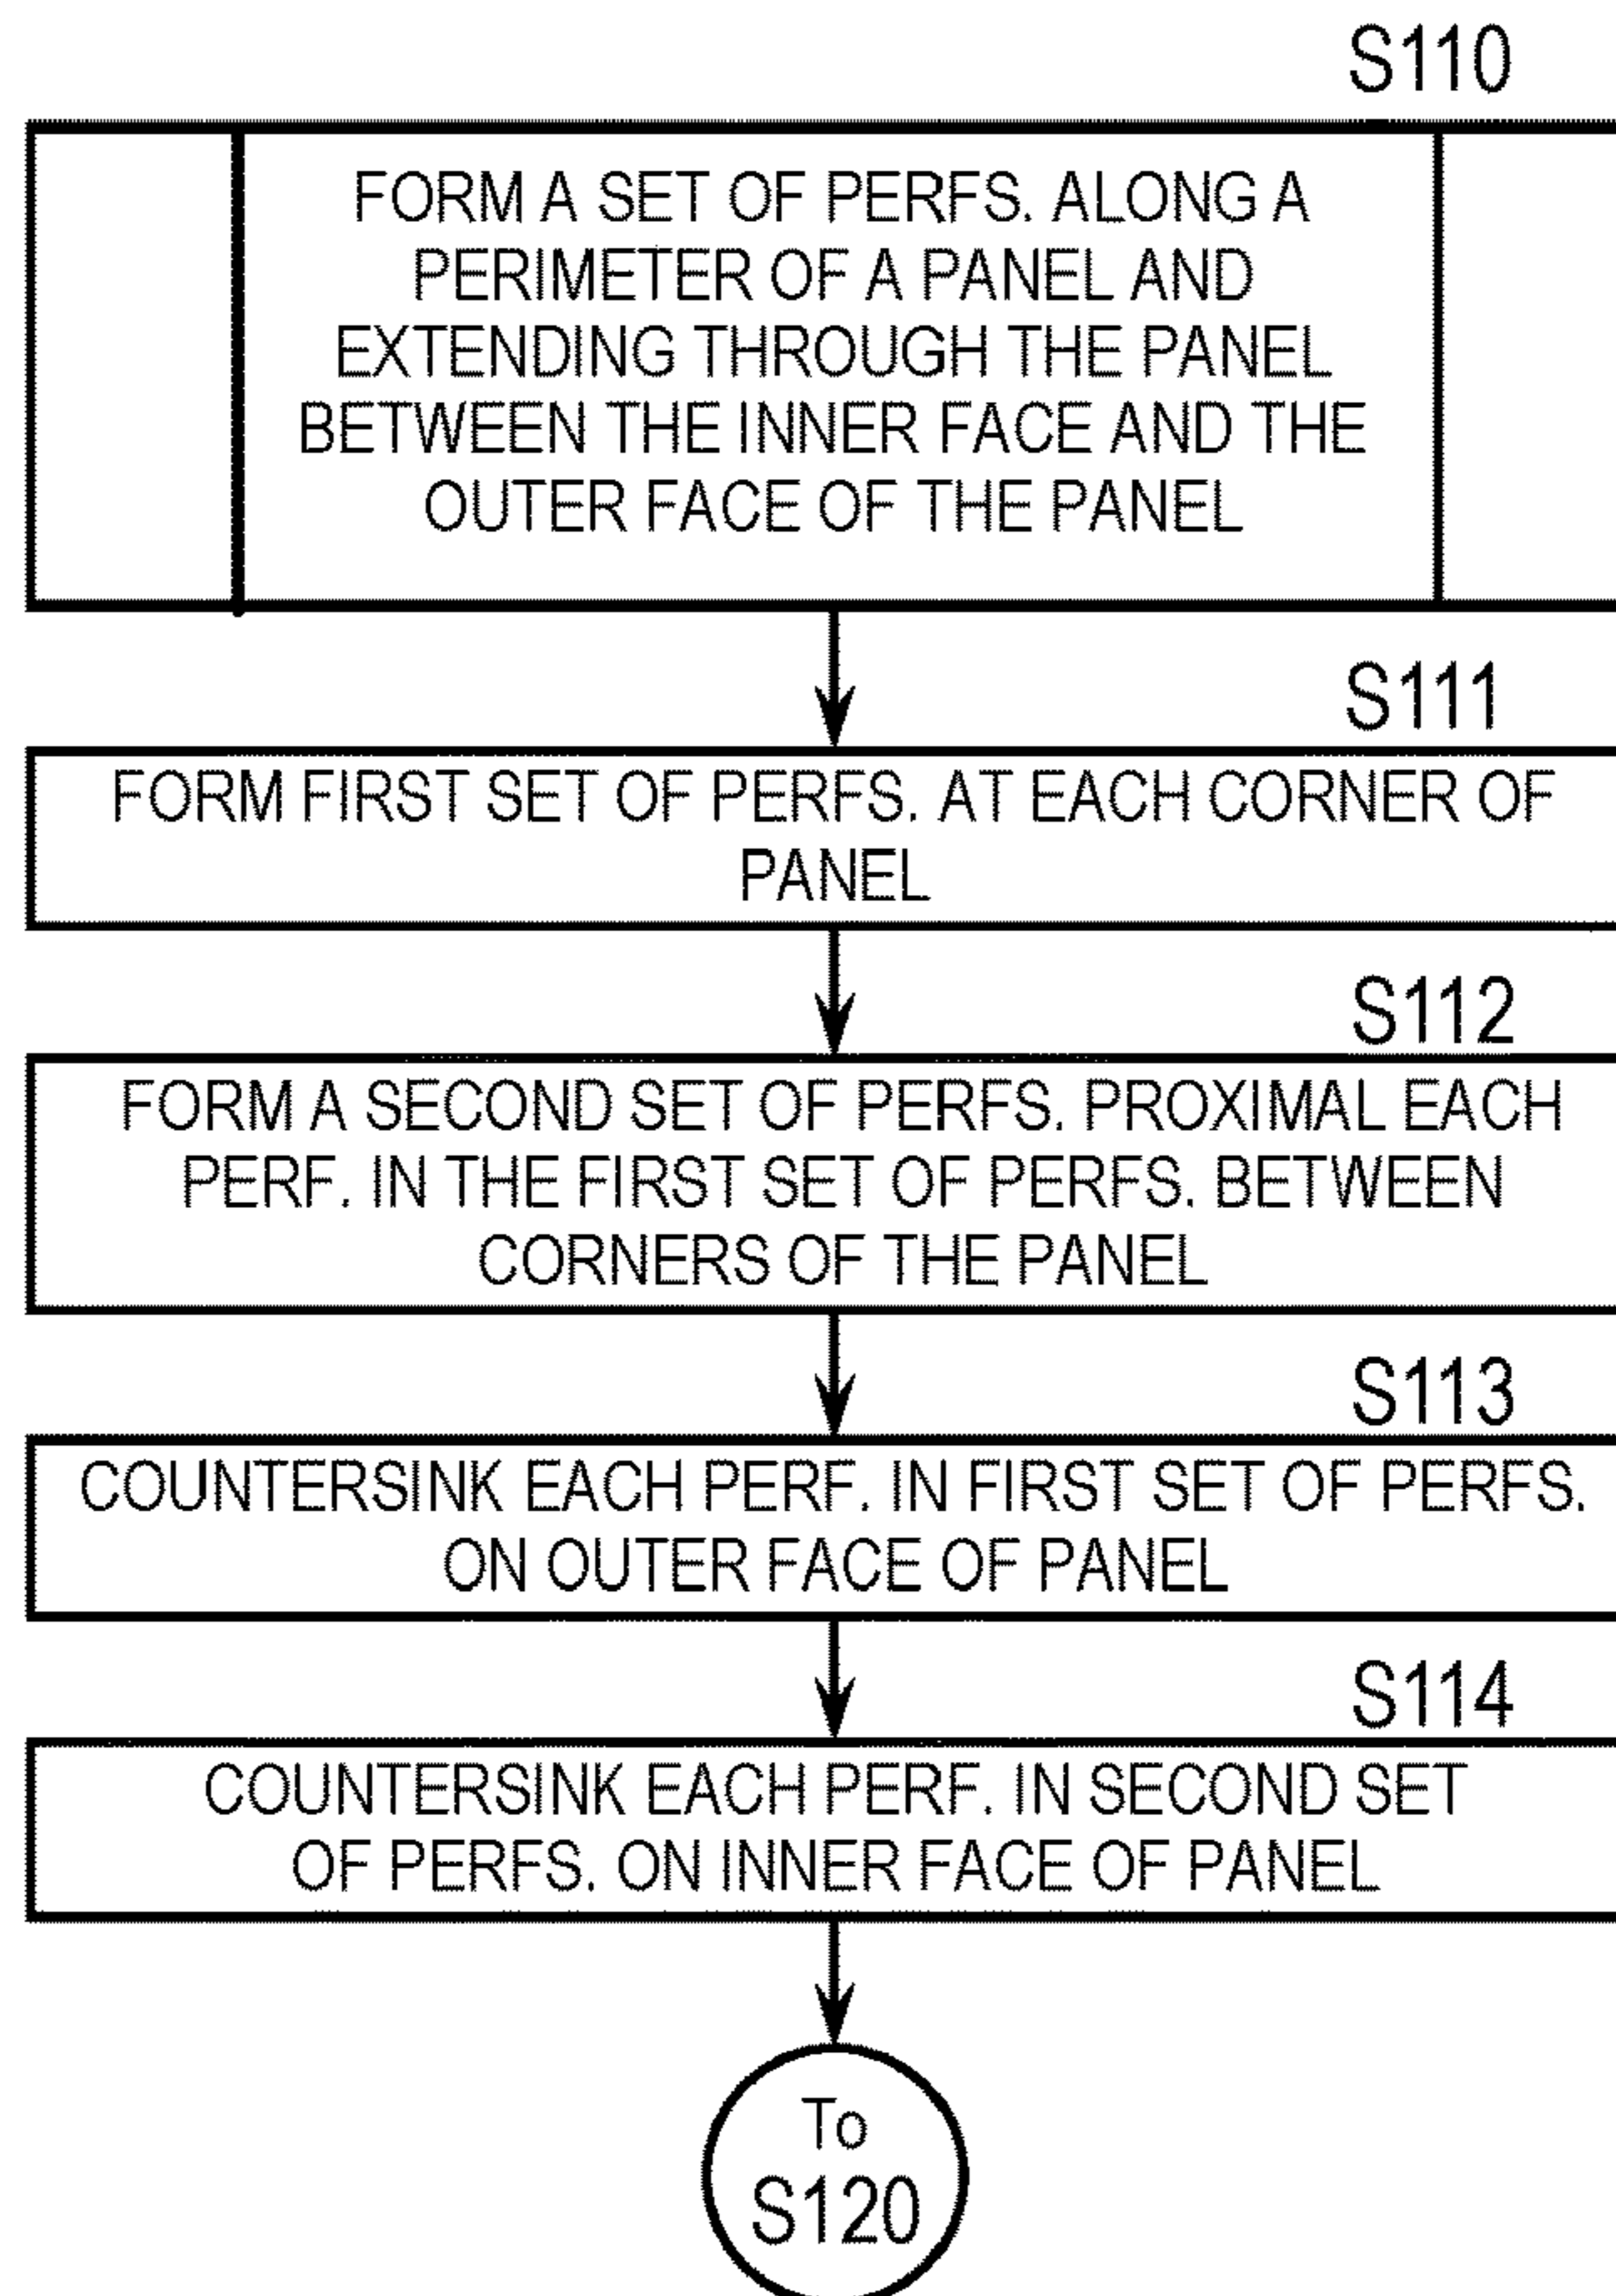 S110
FORM A SET OF PERFS. ALONG A
PERIMETER OF A PANEL AND
EXTENDING THROUGH THE PANEL
BETWEEN THE INNER FACE AND THE
OUTER FACE OF THE PANEL
S111
FORM FIRST SET OF PERFS. AT EACH CORNER OF
PANEL
S112
FORM A SECOND SET OF PERFS. PROXIMAL EACH
PERF. IN THE FIRST SET OF PERFS. BETWEEN
CORNERS OF THE PANEL
S113
COUNTERSINK EACH PERF. IN FIRST SET OF PERFS.
ON OUTER FACE OF PANEL
S114
COUNTERSINK EACH PERF. IN SECOND SET
OF PERFS. ON INNER FACE OF PANEL
To
S120